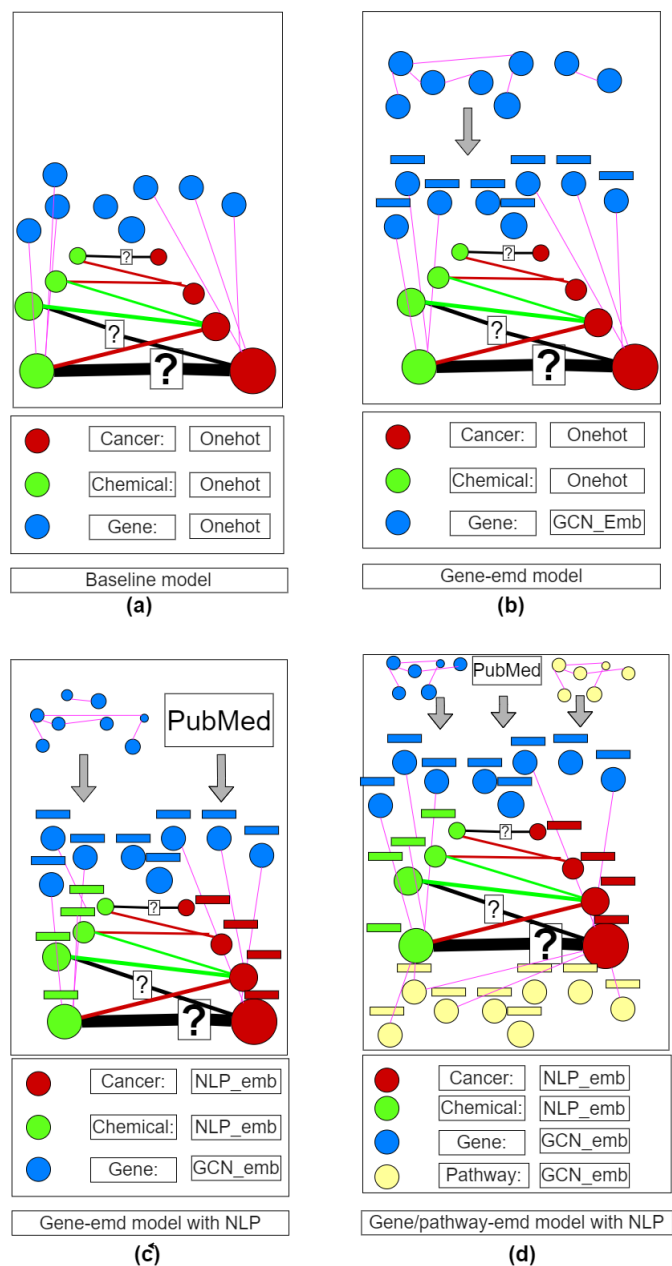 ?
?
?
Cancer: Onehot
Chemical: Onehot
Gene: Onehot
Baseline model
(a)
?
?
?
Cancer: Onehot
Chemical: Onehot
Gene: GCN_Emb
Gene-emd model
(b)
PubMed
?
?
?
Cancer: NLP_emb
Chemical: NLP_emb
Gene: GCN_emb
Gene-emd model with NLP
(c)
PubMed
?
?
?
Cancer: NLP_emb
Chemical: NLP_emb
Gene: GCN_emb
Pathway: GCN_emb
Gene/pathway-emd model with NLP
(d)